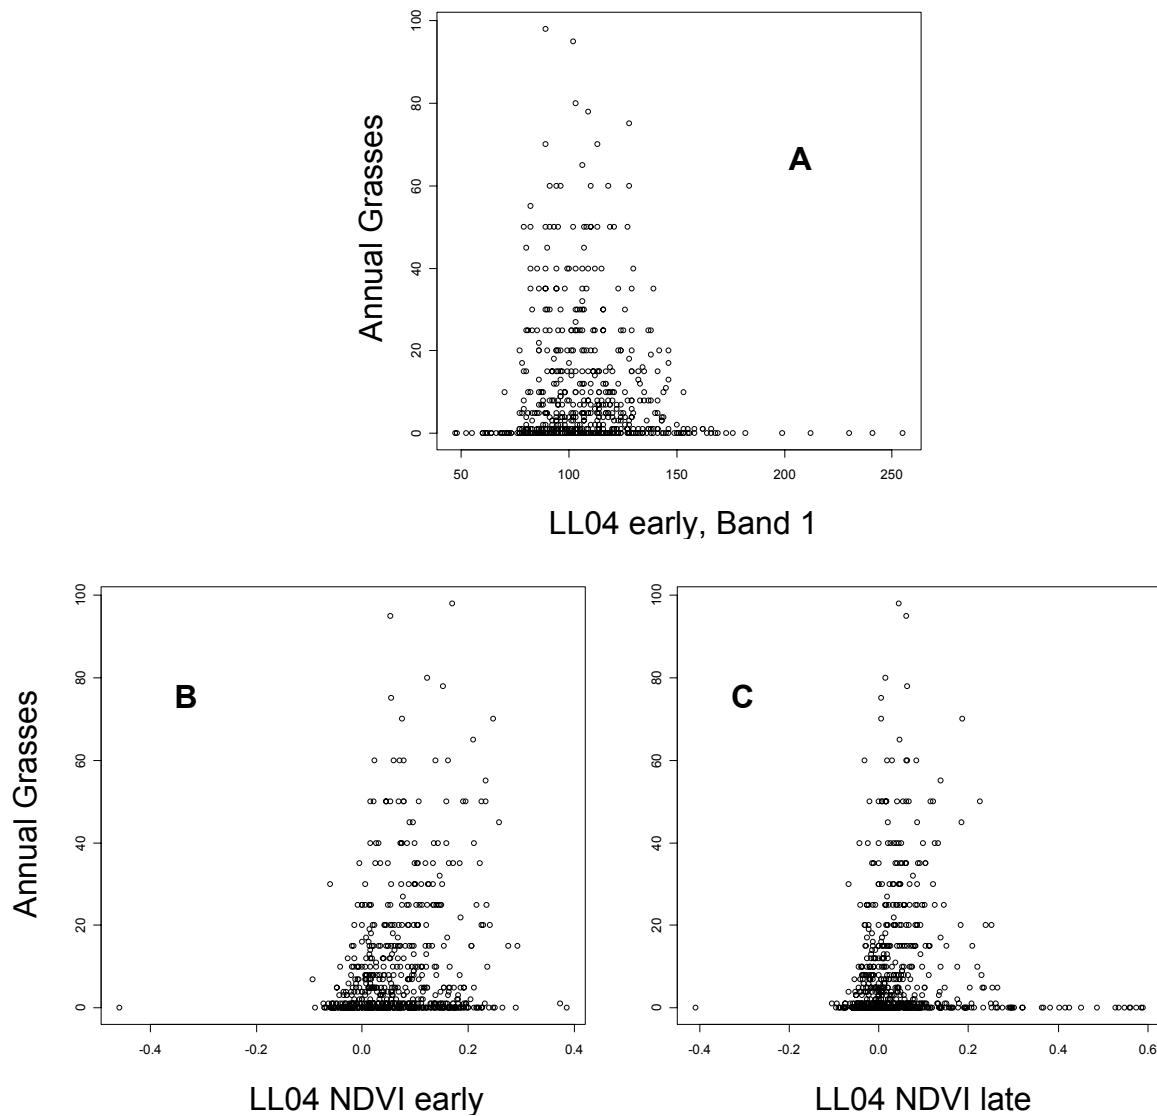 100
80
60
40
20
0
Annual Grasses
A
50 100 150 200 250
LL04 early, Band 1
100
80
60
40
20
0
Annual Grasses
B
-0.4 -0.2 0.0 0.2 0.4
LL04 NDVI early
100
80
60
40
20
0
C
-0.4 -0.2 0.0 0.2 0.4 0.6
LL04 NDVI late